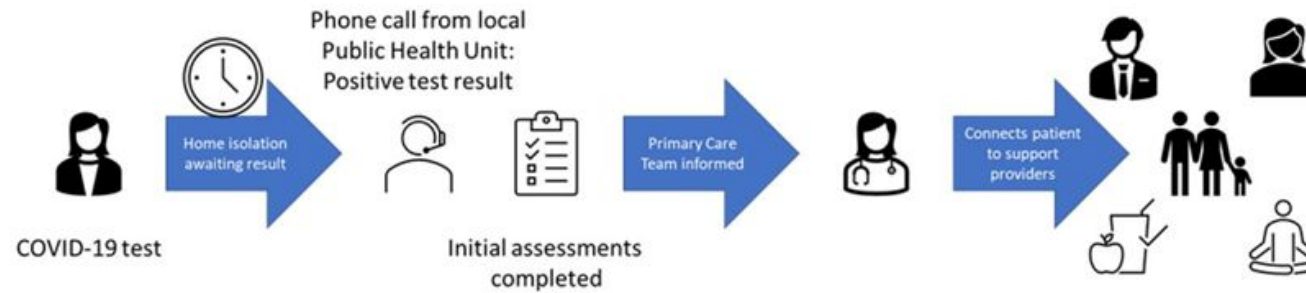 Phone call from local
Public Health Unit:
Positive test result
Home isolation
awaiting result
Primary Care
Team informed
Connects patient
to support
providers
COVID-19 test
Initial assessments
completed